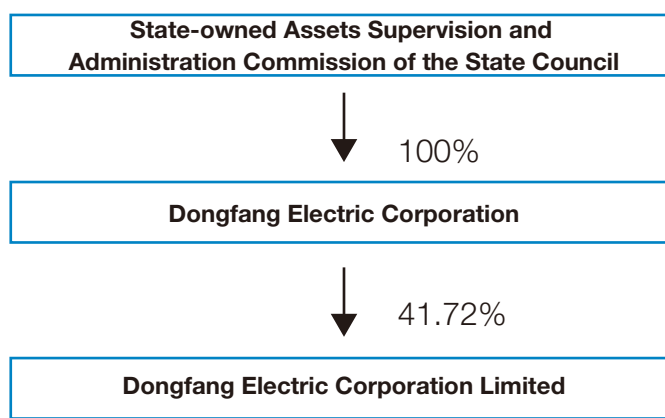 State-owned Assets Supervision and
Administration Commission of the State Council
100%
Dongfang Electric Corporation
41.72%
Dongfang Electric Corporation Limited